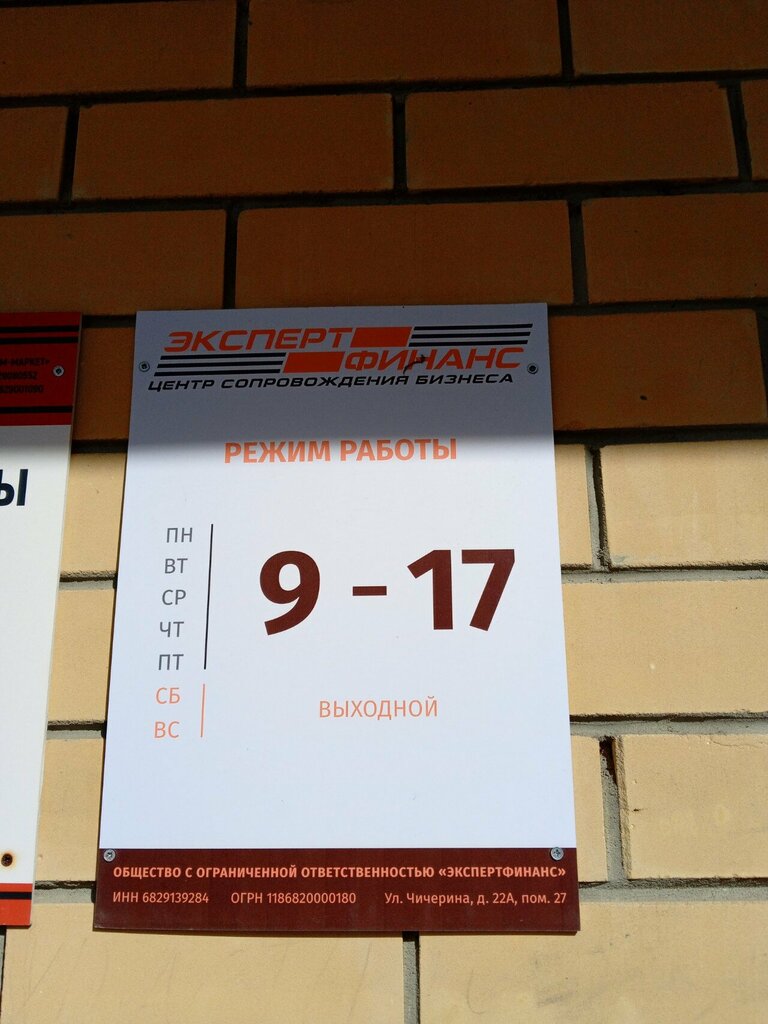 ЭКСПЕРТ
ФИНАНС
ЦЕНТР СОПРОВОЖДЕНИЯ БИЗНЕСА
РЕЖИМ РАБОТЫ
ПН
ВТ
СР
ЧТ
ПТ
9 - 17
СБ
ВС
ВЫХОДНОЙ
ОБЩЕСТВО С ОГРАНИЧЕННОЙ ОТВЕТСТВЕННОСТЬЮ «ЭКСПЕРТФИНАНС»
ИНН 6829139284 ОГРН 1186820000180 Ул. Чичерина, д. 22А, пом. 27